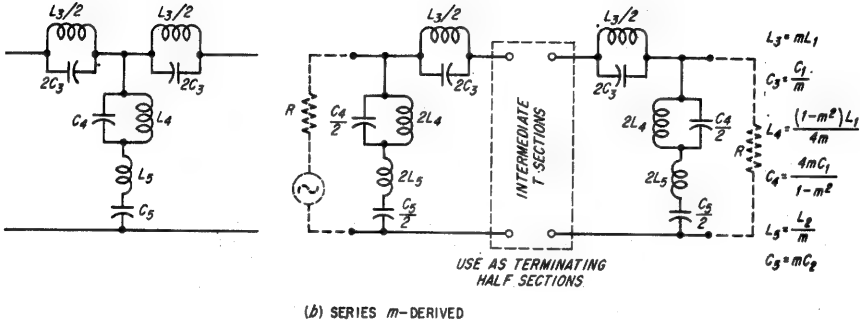 L₃/2
L₃/2
2C₃
2C₃
C₄
L₄
L₅
C₅
R
C₄/2
2L₄
2L₅
C₅/2
L₃/2
2C₃
INTERMEDIATE
T SECTIONS
USE AS TERMINATING
HALF SECTIONS
L₃/2
2C₃
2L₄
C₄/2
2L₅
C₅/2
R
L₃=mL₁
C₃=C₁/m
L₄=(1-m²)L₁/4m
C₄=4mC₁/1-m²
L₅=L₂/m
C₅=mC₂
(b) SERIES m-DERIVED